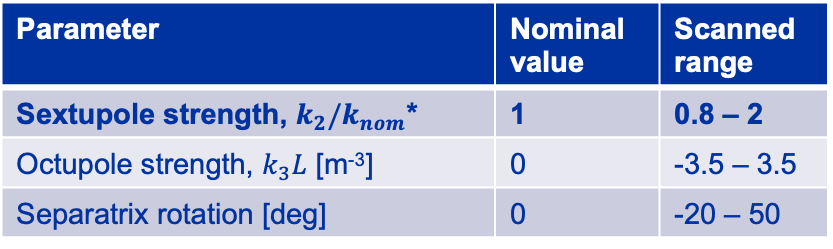 Parameter Nominal value Scanned range
Sextupole strength, k₂/kₙₒₘ* 1 0.8 – 2
Octupole strength, k₃L [m⁻³] 0 -3.5 – 3.5
Separatrix rotation [deg] 0 -20 – 50